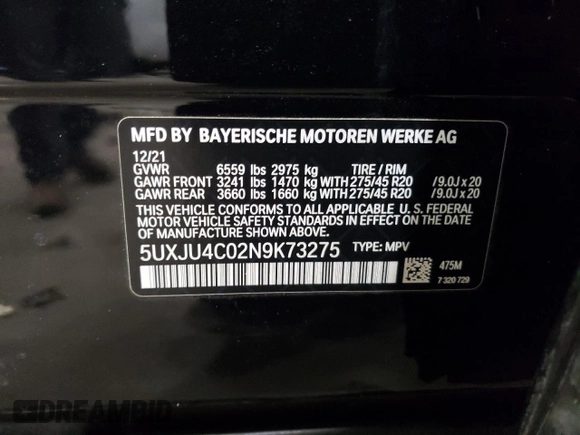 MFD BY BAYERISCHE MOTOREN WERKE AG
12/21
GVWR 6559 lbs 2975 kg TIRE / RIM
GAWR FRONT 3241 lbs 1470 kg WITH 275/45 R20 /9.0J x 20
GAWR REAR 3660 lbs 1660 kg WITH 275/45 R20 /9.0J x 20
THIS VEHICLE CONFORMS TO ALL APPLICABLE U. S. FEDERAL
MOTOR VEHICLE SAFETY STANDARDS IN EFFECT ON THE DATE
OF MANUFACTURE SHOWN ABOVE.
5UXJU4C02N9K73275 TYPE: MPV
475M
7 320 729
DREAMBID